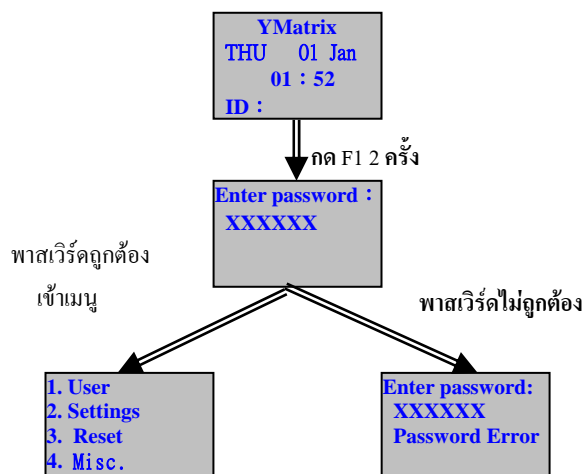 YMatrix
THU 01 Jan
01 : 52
ID :
กด F1 2 ครั้ง
Enter password :
XXXXXX
พาสเวิร์ดถูกต้อง
เข้าเมนู
พาสเวิร์ดไม่ถูกต้อง
1. User
2. Settings
3. Reset
4. Misc.
Enter password:
XXXXXX
Password Error